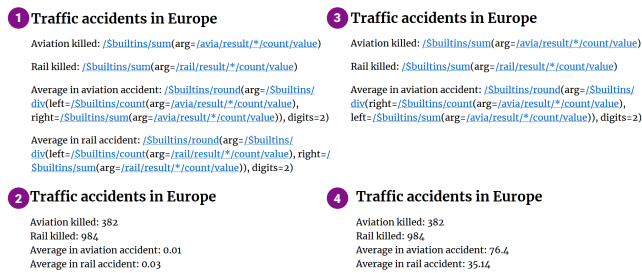 1 Traffic accidents in Europe
Aviation killed: /$builtins/sum(arg=/avia/result/*/count/value)
Rail killed: /$builtins/sum(arg=/rail/result/*/count/value)
Average in aviation accident: /$builtins/round(arg=/$builtins/
div(left=/$builtins/count(arg=/avia/result/*/count/value),
right=/$builtins/sum(arg=/avia/result/*/count/value)), digits=2)
Average in rail accident: /$builtins/round(arg=/$builtins/
div(left=/$builtins/count(arg=/rail/result/*/count/value), right=/
$builtins/sum(arg=/rail/result/*/count/value)), digits=2)
2 Traffic accidents in Europe
Aviation killed: 382
Rail killed: 984
Average in aviation accident: 0.01
Average in rail accident: 0.03
3 Traffic accidents in Europe
Aviation killed: /$builtins/sum(arg=/avia/result/*/count/value)
Rail killed: /$builtins/sum(arg=/rail/result/*/count/value)
Average in aviation accident: /$builtins/round(arg=/$builtins/
div(right=/$builtins/count(arg=/avia/result/*/count/value),
left=/$builtins/sum(arg=/avia/result/*/count/value)), digits=2)
4 Traffic accidents in Europe
Aviation killed: 382
Rail killed: 984
Average in aviation accident: 76.4
Average in rail accident: 35.14